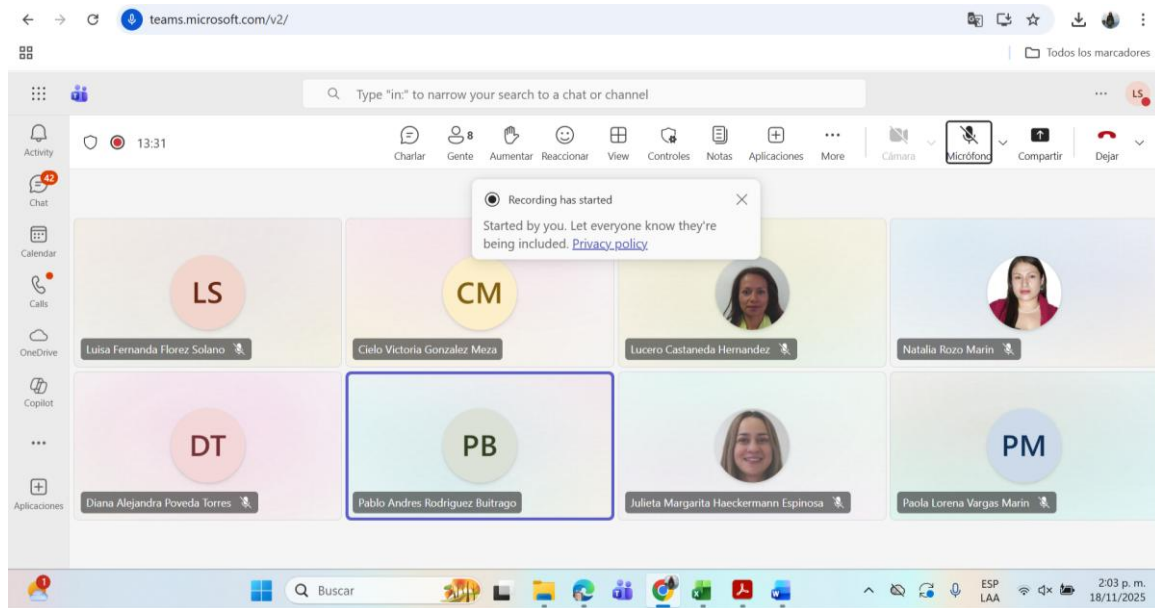 teams.microsoft.com/v2/
Todos los marcadores
Type "in:" to narrow your search to a chat or channel
LS
Activity
42
Chat
Calendar
Calls
OneDrive
Copilot
Aplicaciones
13:31
Charlar
8
Gente
Aumentar
Reaccionar
View
Controles
Notas
Aplicaciones
More
Cámara
Micrófono
Compartir
Dejar
Recording has started
Started by you. Let everyone know they're
being included. Privacy policy
LS
Luisa Fernanda Florez Solano
CM
Cielo Victoria Gonzalez Meza
Lucero Castaneda Hernandez
Natalia Rozo Marin
DT
Diana Alejandra Poveda Torres
PB
Pablo Andres Rodriguez Buitrago
Julieta Margarita Haeckermann Espinosa
PM
Paola Lorena Vargas Marin
1
Buscar
ESP
LAA
2:03 p. m.
18/11/2025